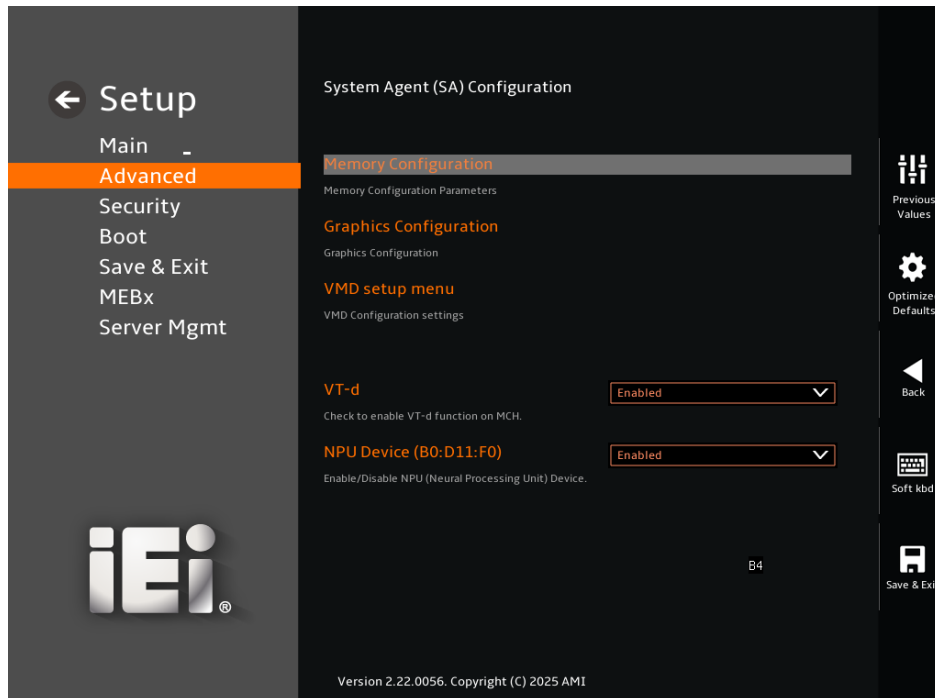 Setup
Main
Advanced
Security
Boot
Save & Exit
MEBx
Server Mgmt
iEi ®
System Agent (SA) Configuration
Memory Configuration
Memory Configuration Parameters
Graphics Configuration
Graphics Configuration
VMD setup menu
VMD Configuration settings
VT-d
Enabled
Check to enable VT-d function on MCH.
NPU Device (B0:D11:F0)
Enabled
Enable/Disable NPU (Neural Processing Unit) Device.
B4
Version 2.22.0056. Copyright (C) 2025 AMI
Previous
Values
Optimize
Defaults
Back
Soft kbd
Save & Exi